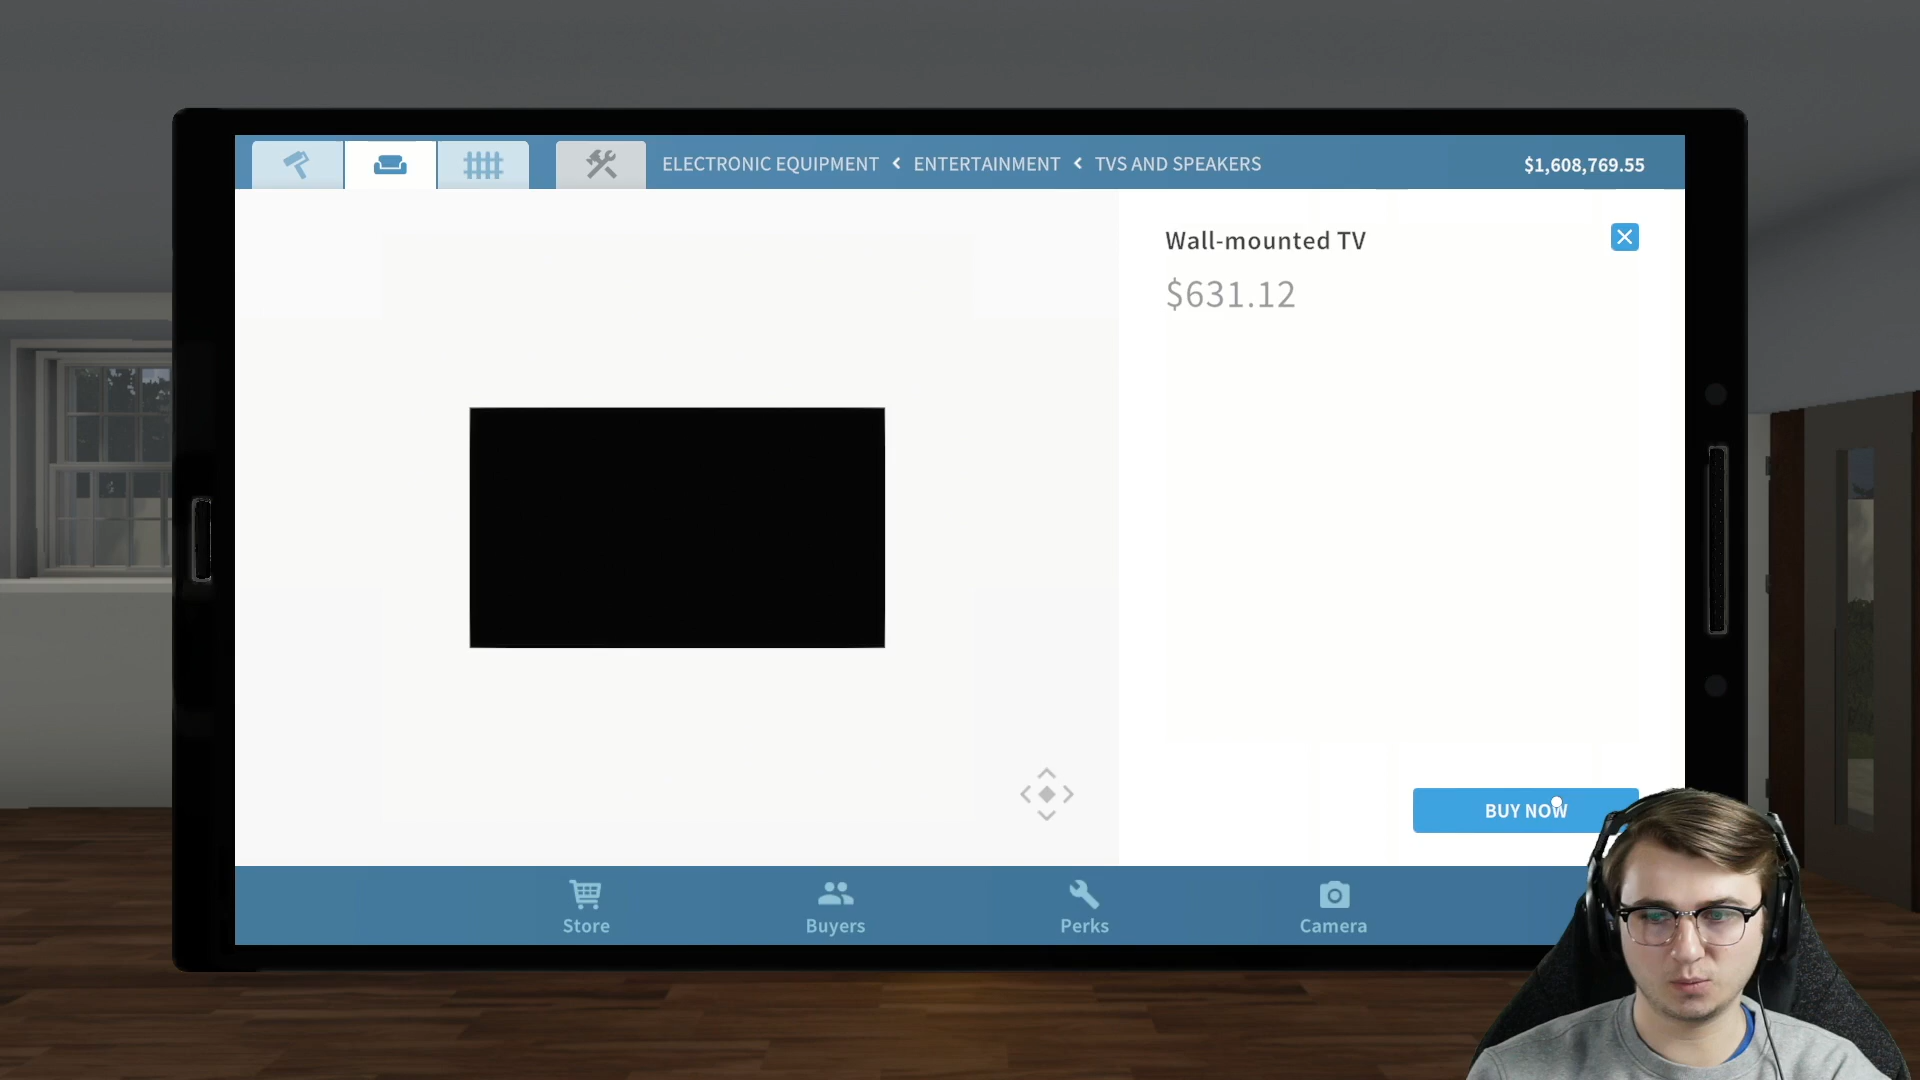 ELECTRONIC EQUIPMENT < ENTERTAINMENT < TVS AND SPEAKERS
$1,608,769.55
Wall-mounted TV
$631.12
BUY NOW
Store
Buyers
Perks
Camera